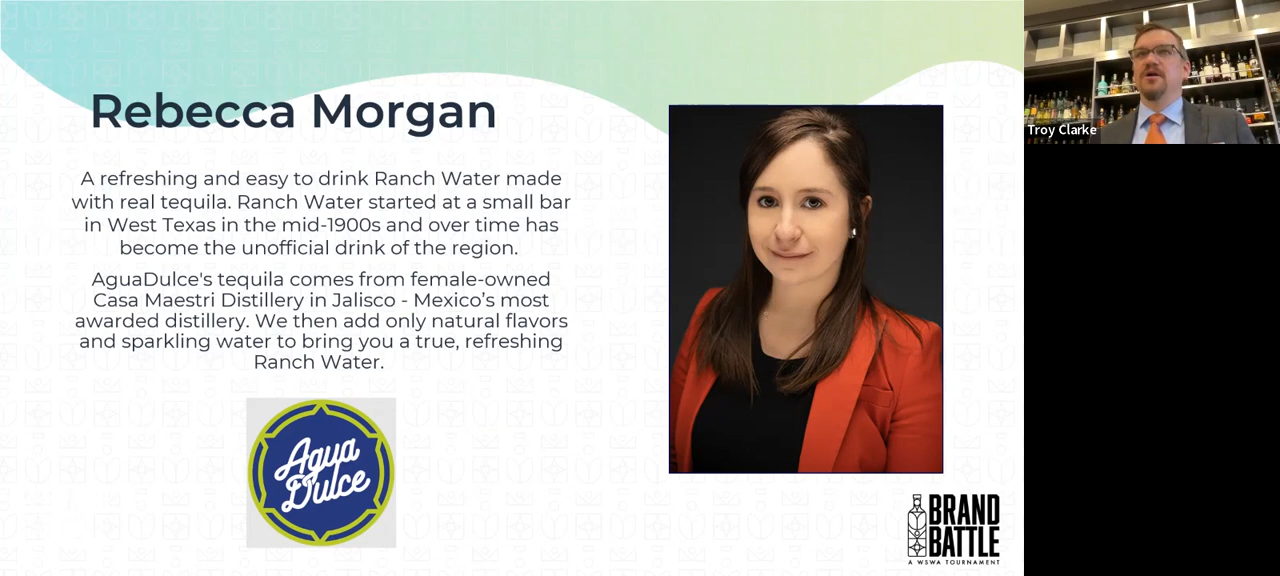 Rebecca Morgan
A refreshing and easy to drink Ranch Water made
with real tequila. Ranch Water started at a small bar
in West Texas in the mid-1900s and over time has
become the unofficial drink of the region.
AguaDulce's tequila comes from female-owned
Casa Maestri Distillery in Jalisco - Mexico’s most
awarded distillery. We then add only natural flavors
and sparkling water to bring you a true, refreshing
Ranch Water.
Agua
Dulce
BRAND
BATTLE
A WSWA TOURNAMENT
Troy Clarke